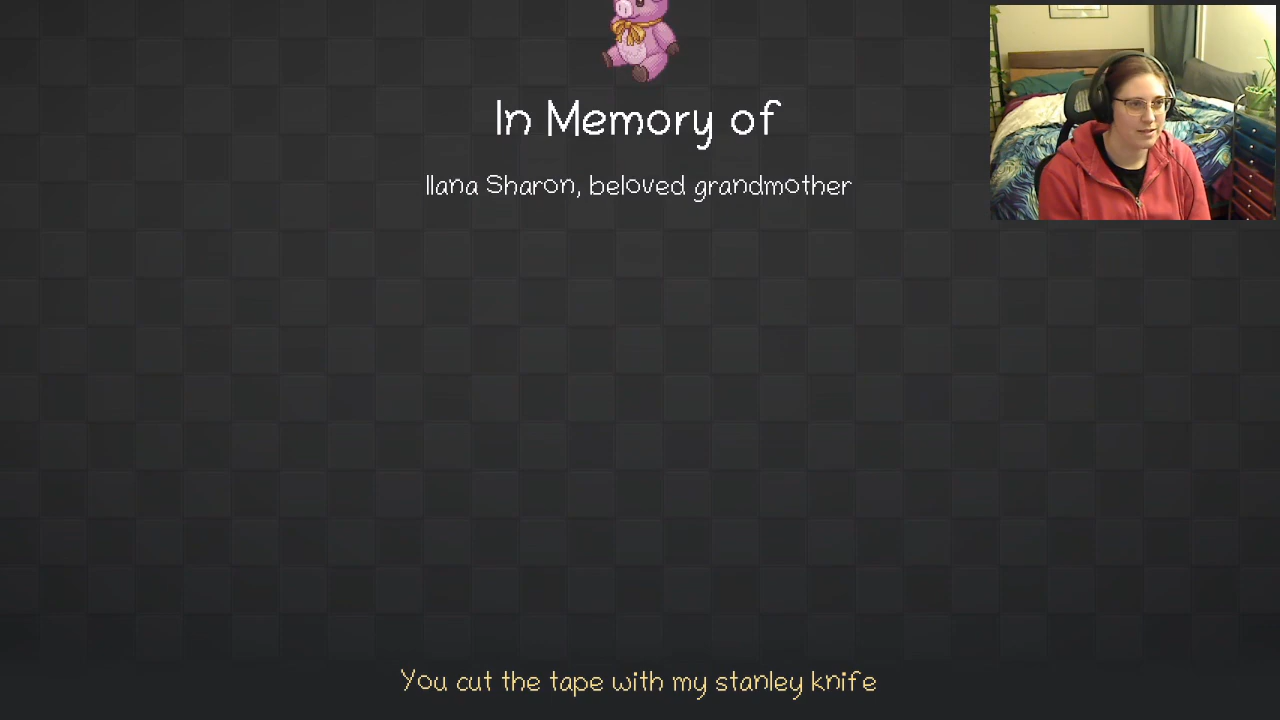 In Memory of
Ilana Sharon, beloved grandmother
You cut the tape with my stanley knife